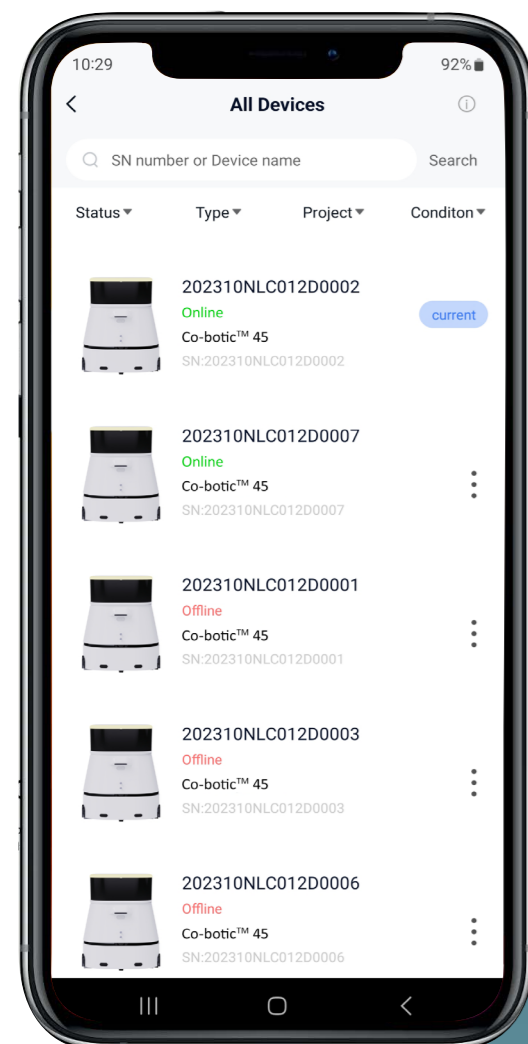 10:29
92%
All Devices
SN number or Device name
Search
Status Type Project Conditon
202310NLC012D0002
Online
current
Co-botic™ 45
SN:202310NLC012D0002
202310NLC012D0007
Online
Co-botic™ 45
SN:202310NLC012D0007
202310NLC012D0001
Offline
Co-botic™ 45
SN:202310NLC012D0001
202310NLC012D0003
Offline
Co-botic™ 45
SN:202310NLC012D0003
202310NLC012D0006
Offline
Co-botic™ 45
SN:202310NLC012D0006